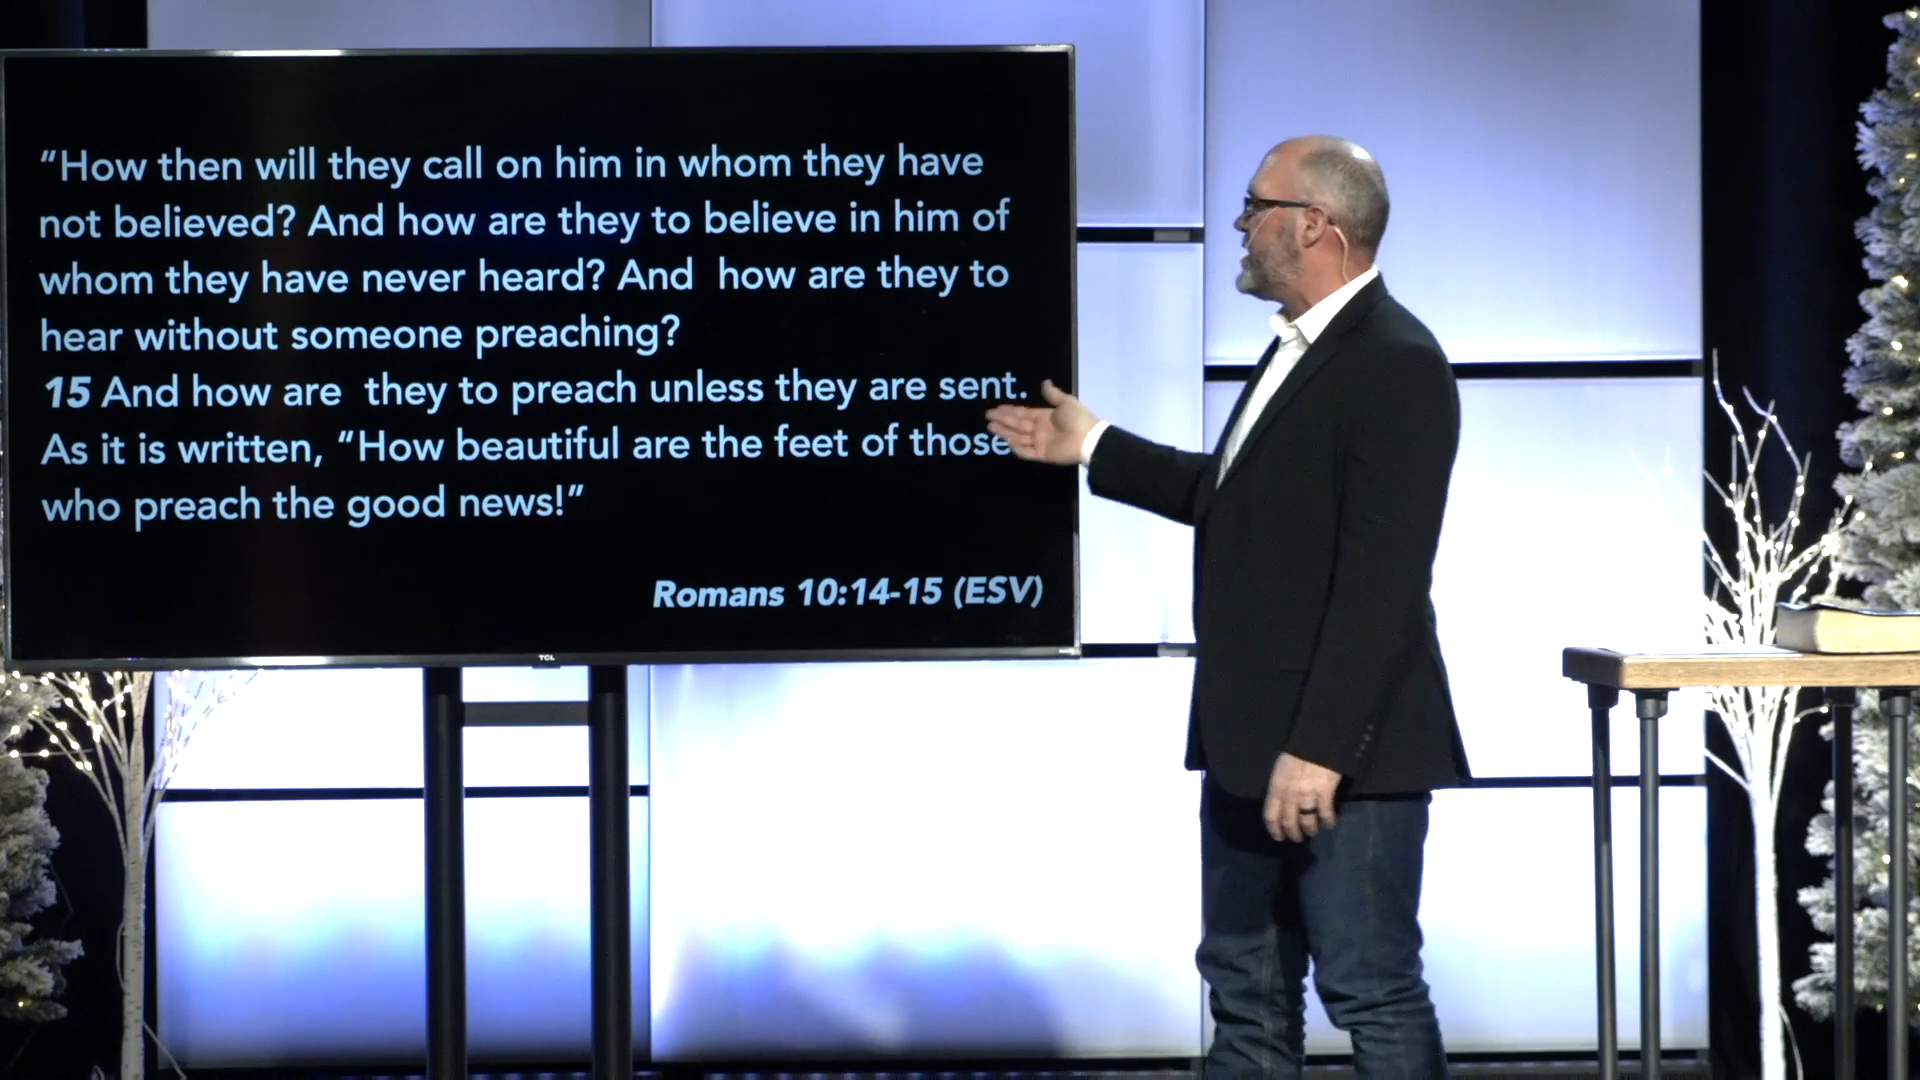 “How then will they call on him in whom they have
not believed? And how are they to believe in him of
whom they have never heard? And  how are they to
hear without someone preaching?
15 And how are  they to preach unless they are sent.
As it is written, “How beautiful are the feet of those
who preach the good news!”
Romans 10:14-15 (ESV)
TCL